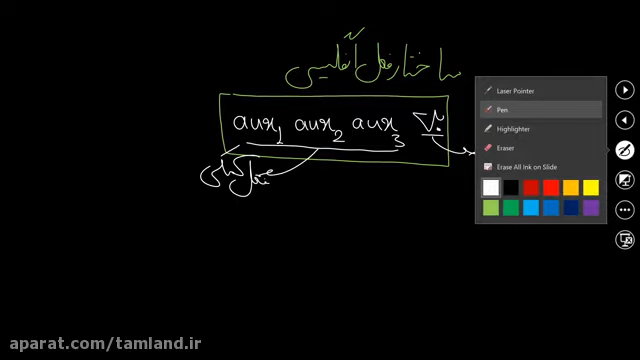 ساختار فعل انگلیسی
aux1 aux2 aux3 V.
فعل کمکی
Laser Pointer
Pen
Highlighter
Eraser
Erase All Ink on Slide
aparat.com/tamland.ir